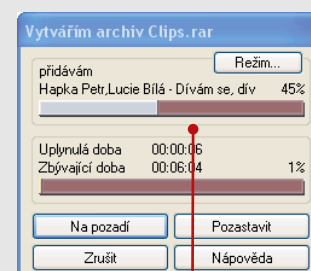 Vytvářím archiv Clips.rar
Režim...
přidávám
Hapka Petr,Lucie Bílá - Dívám se, dív 45%
Uplynulá doba 00:00:06
Zbývající doba 00:06:04 1%
Na pozadí Pozastavit
Zrušit Nápověda